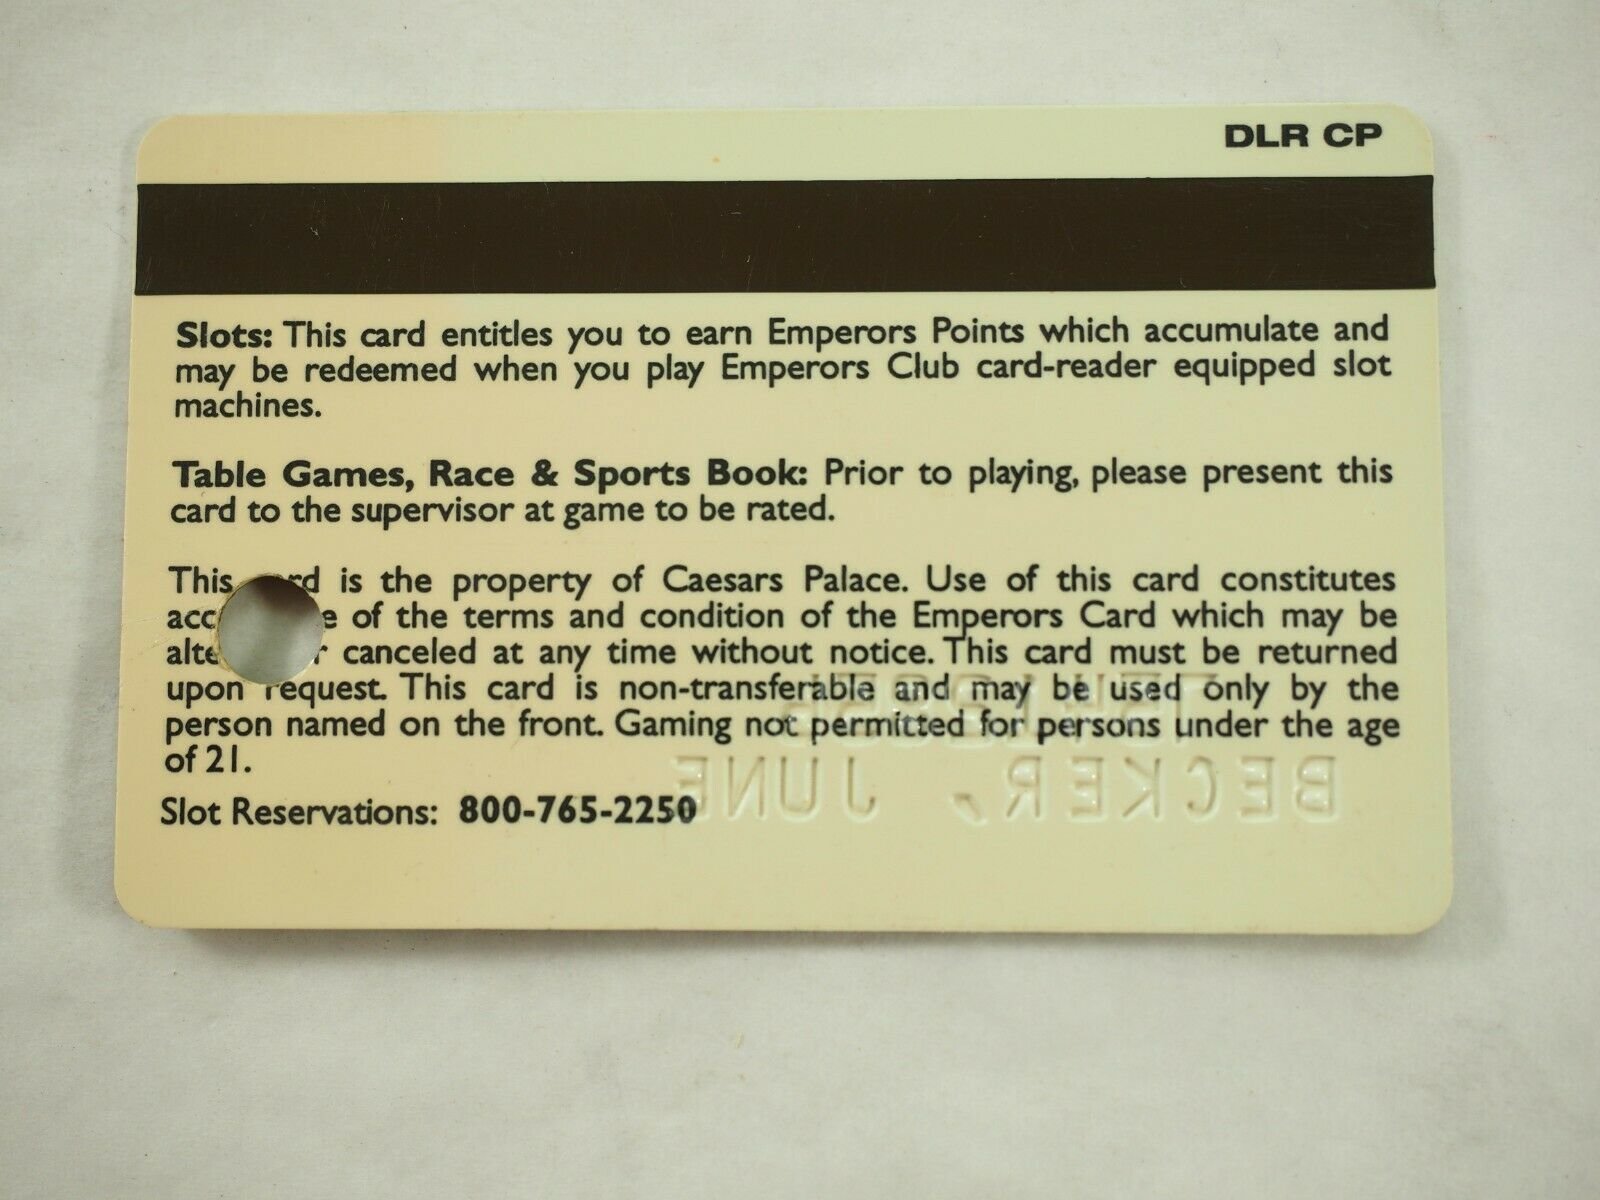 DLR CP
Slots: This card entitles you to earn Emperors Points which accumulate and
may be redeemed when you play Emperors Club card-reader equipped slot
machines.
Table Games, Race & Sports Book: Prior to playing, please present this
card to the supervisor at game to be rated.
This rd is the property of Caesars Palace. Use of this card constitutes
acc e of the terms and condition of the Emperors Card which may be
alte r canceled at any time without notice. This card must be returned
upon request. This card is non-transferable and may be used only by the
person named on the front. Gaming not permitted for persons under the age
of 21.
BECKER, JUNE
Slot Reservations: 800-765-2250